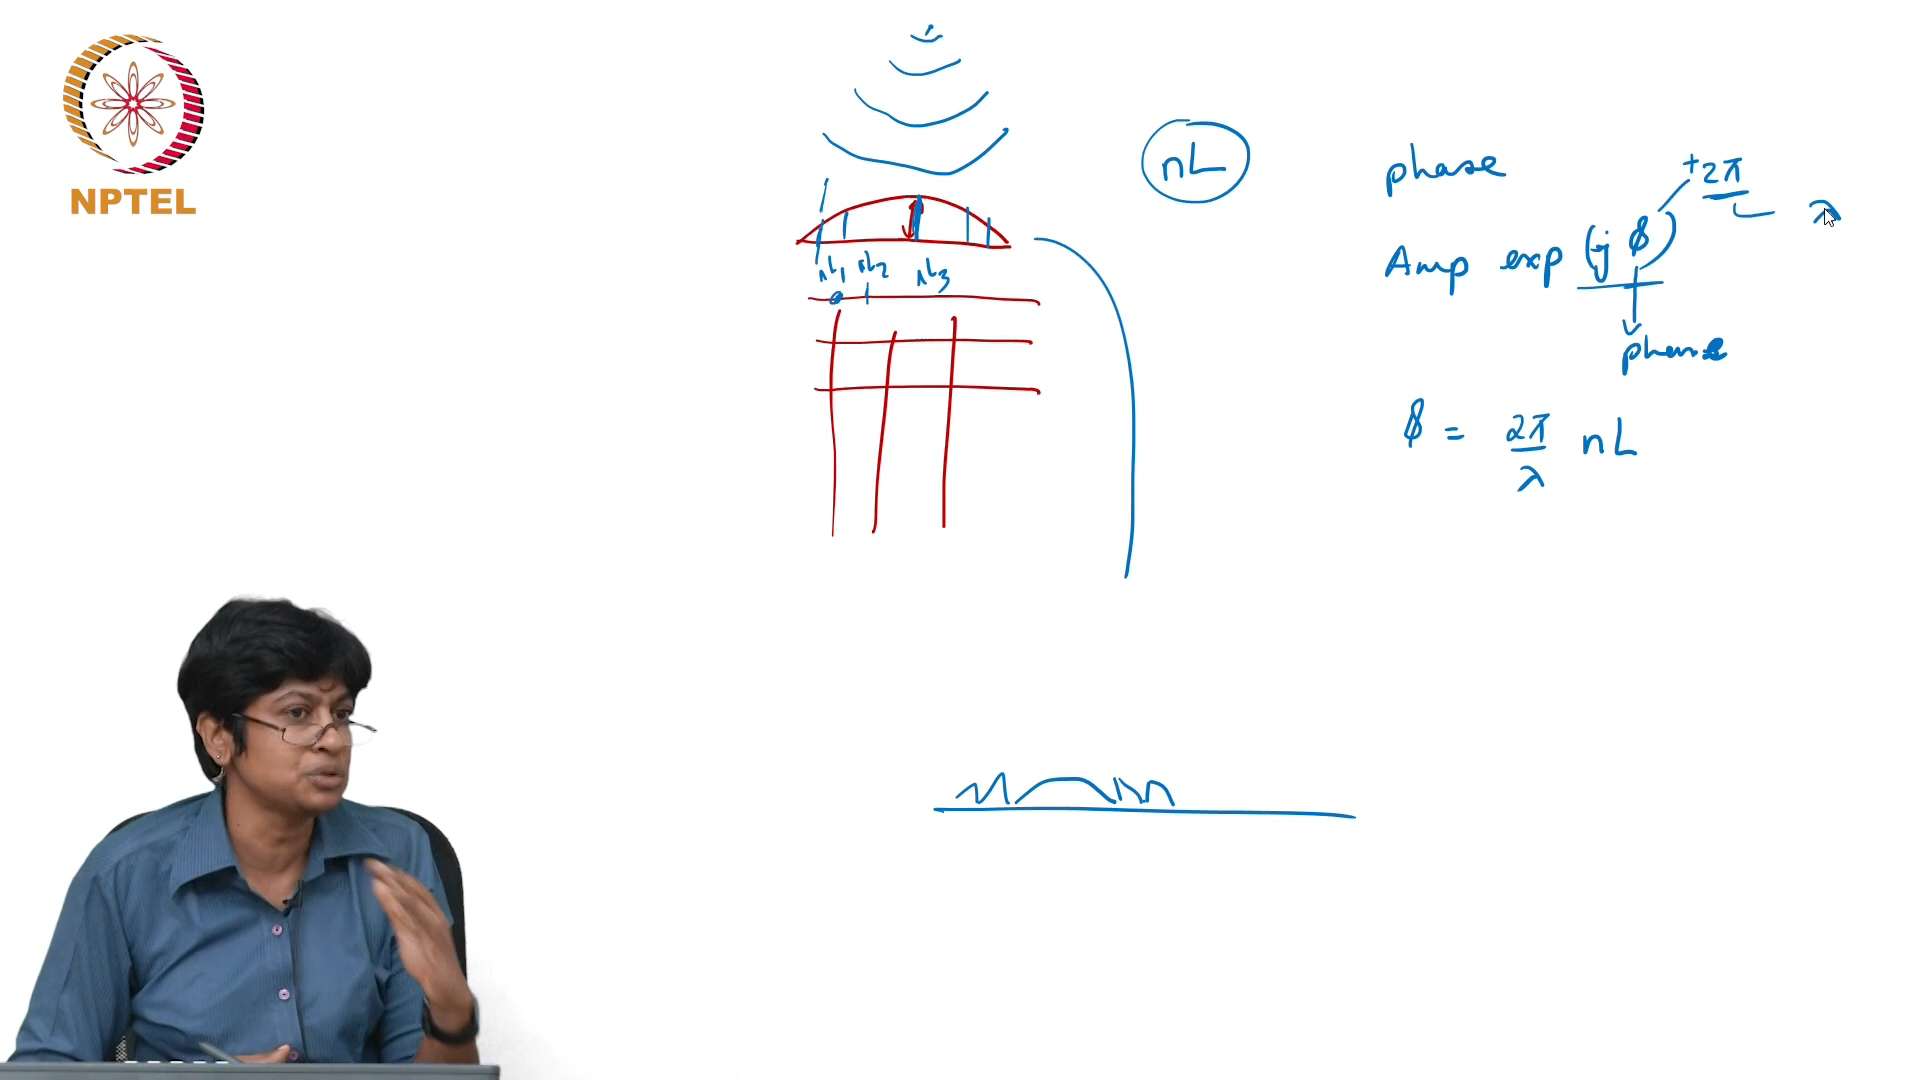 NPTEL
nL
phase
+2π
λ
Amp exp (-j φ)
phase
nL1 nL2 nL3
φ = 2π/λ nL